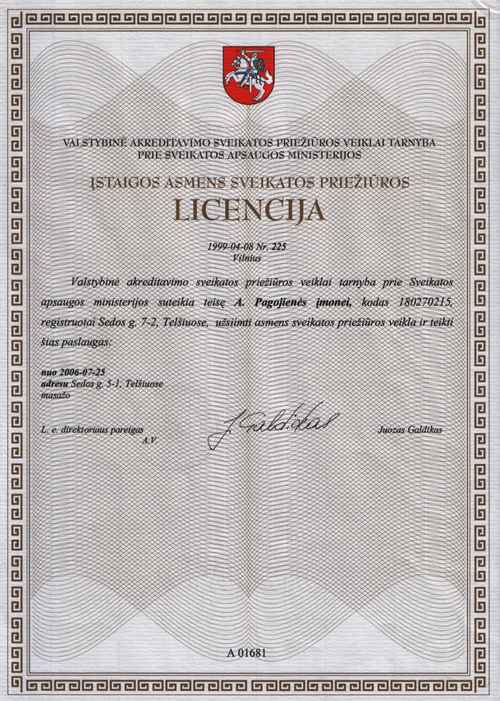 VALSTYBINĖ AKREDITAVIMO SVEIKATOS PRIEŽIŪROS VEIKLAI TARNYBA
PRIE SVEIKATOS APSAUGOS MINISTERIJOS
ĮSTAIGOS ASMENS SVEIKATOS PRIEŽIŪROS
LICENCIJA
1999-04-08 Nr. 225
Vilnius
Valstybinė akreditavimo sveikatos priežiūros veiklai tarnyba prie Sveikatos
apsaugos ministerijos suteikia teisę A. Pagojienės įmonei, kodas 180270215,
registruotai Sedos g. 7-2, Telšiuose, užsiimti asmens sveikatos priežiūros veikla ir teikti
šias paslaugas:
nuo 2006-07-25
adresu Sedos g. 5-1, Telšiuose
masažo
L. e. direktoriaus pareigas
A.V.
J. Galdikas
Juozas Galdikas
A 01681